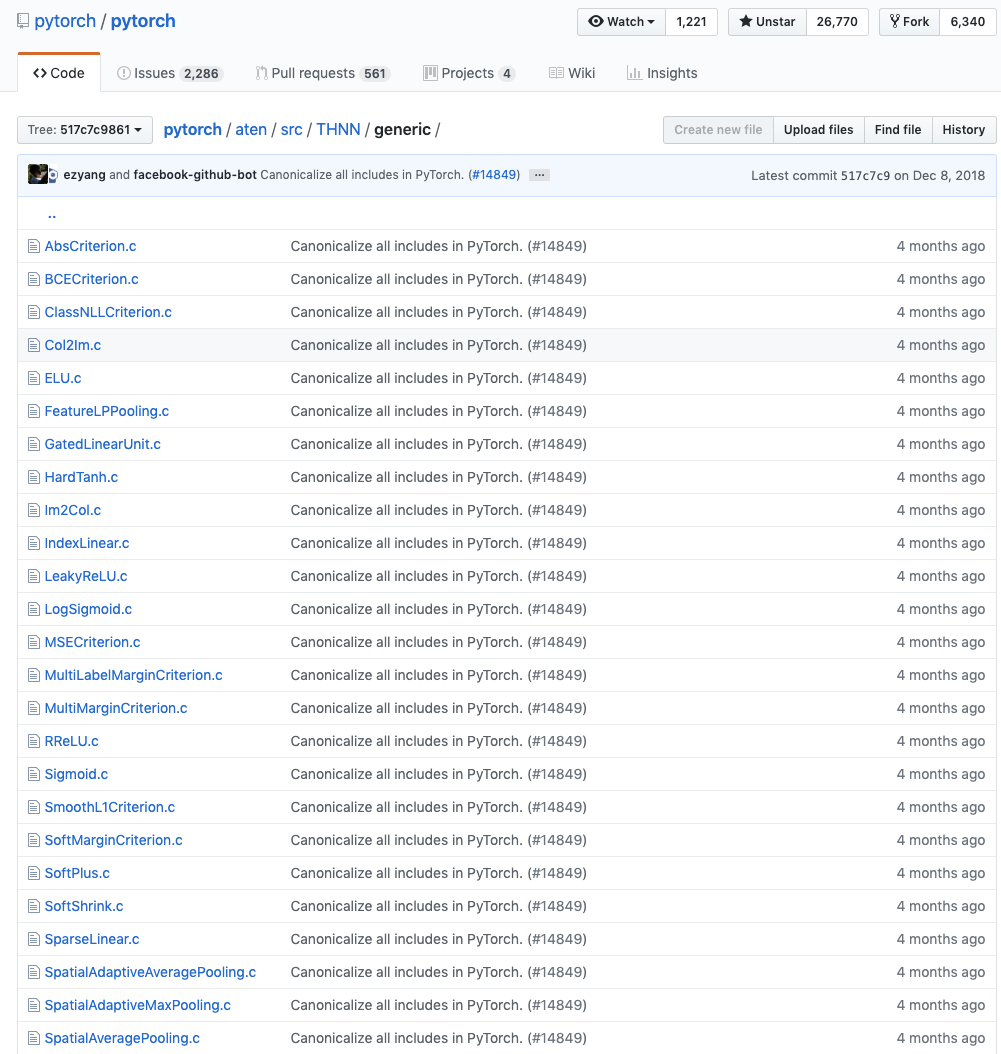 pytorch / pytorch
Watch 1,221 Unstar 26,770 Fork 6,340
Code Issues 2,286 Pull requests 561 Projects 4 Wiki Insights
Tree: 517c7c9861 pytorch / aten / src / THNN / generic / Create new file Upload files Find file History
ezyang and facebook-github-bot Canonicalize all includes in PyTorch. (#14849) ... Latest commit 517c7c9 on Dec 8, 2018
..
AbsCriterion.c Canonicalize all includes in PyTorch. (#14849) 4 months ago
BCECriterion.c Canonicalize all includes in PyTorch. (#14849) 4 months ago
ClassNLLCriterion.c Canonicalize all includes in PyTorch. (#14849) 4 months ago
Col2Im.c Canonicalize all includes in PyTorch. (#14849) 4 months ago
ELU.c Canonicalize all includes in PyTorch. (#14849) 4 months ago
FeatureLPPooling.c Canonicalize all includes in PyTorch. (#14849) 4 months ago
GatedLinearUnit.c Canonicalize all includes in PyTorch. (#14849) 4 months ago
HardTanh.c Canonicalize all includes in PyTorch. (#14849) 4 months ago
Im2Col.c Canonicalize all includes in PyTorch. (#14849) 4 months ago
IndexLinear.c Canonicalize all includes in PyTorch. (#14849) 4 months ago
LeakyReLU.c Canonicalize all includes in PyTorch. (#14849) 4 months ago
LogSigmoid.c Canonicalize all includes in PyTorch. (#14849) 4 months ago
MSECriterion.c Canonicalize all includes in PyTorch. (#14849) 4 months ago
MultiLabelMarginCriterion.c Canonicalize all includes in PyTorch. (#14849) 4 months ago
MultiMarginCriterion.c Canonicalize all includes in PyTorch. (#14849) 4 months ago
RReLU.c Canonicalize all includes in PyTorch. (#14849) 4 months ago
Sigmoid.c Canonicalize all includes in PyTorch. (#14849) 4 months ago
SmoothL1Criterion.c Canonicalize all includes in PyTorch. (#14849) 4 months ago
SoftMarginCriterion.c Canonicalize all includes in PyTorch. (#14849) 4 months ago
SoftPlus.c Canonicalize all includes in PyTorch. (#14849) 4 months ago
SoftShrink.c Canonicalize all includes in PyTorch. (#14849) 4 months ago
SparseLinear.c Canonicalize all includes in PyTorch. (#14849) 4 months ago
SpatialAdaptiveAveragePooling.c Canonicalize all includes in PyTorch. (#14849) 4 months ago
SpatialAdaptiveMaxPooling.c Canonicalize all includes in PyTorch. (#14849) 4 months ago
SpatialAveragePooling.c Canonicalize all includes in PyTorch. (#14849) 4 months ago